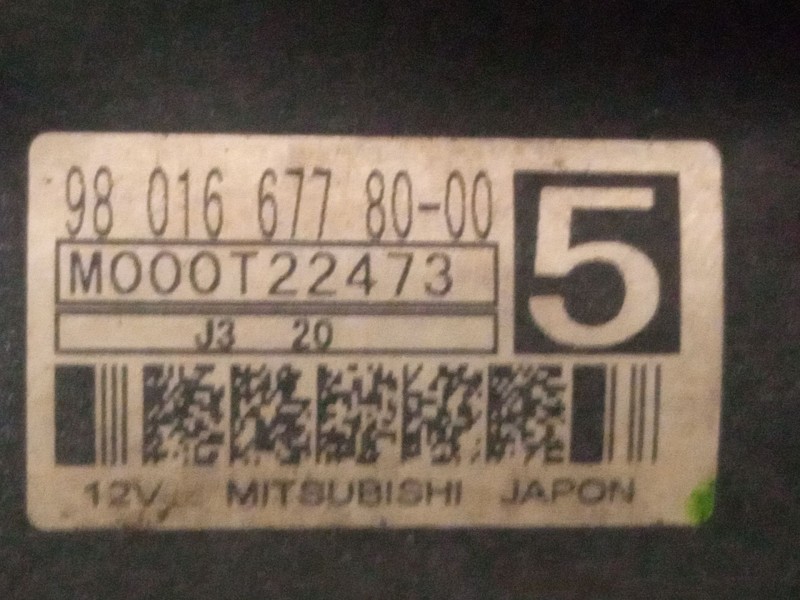 98 016 677 80-00
5
M000T22473
J3 20
12V MITSUBISHI JAPON